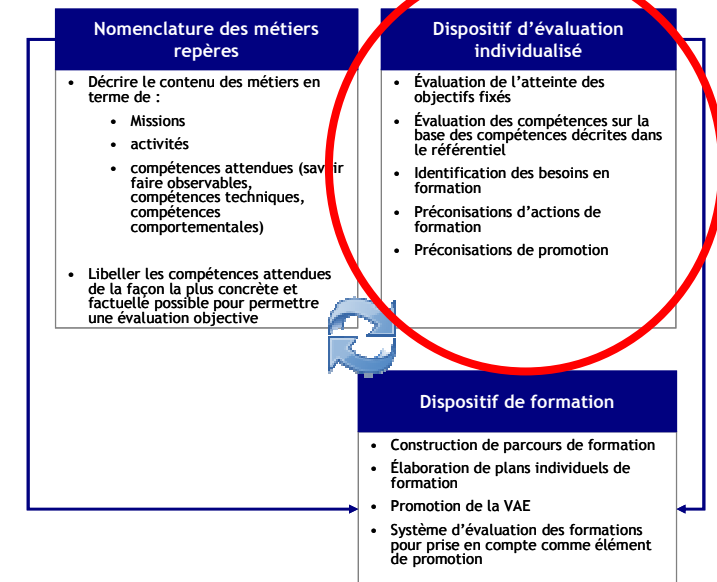 Nomenclature des métiers
repères
• Décrire le contenu des métiers en
terme de :
• Missions
• activités
• compétences attendues (savoir
faire observables,
compétences techniques,
compétences
comportementales)
• Libeller les compétences attendues
de la façon la plus concrète et
factuelle possible pour permettre
une évaluation objective
Dispositif d’évaluation
individualisé
• Évaluation de l’atteinte des
objectifs fixés
• Évaluation des compétences sur la
base des compétences décrites dans
le référentiel
• Identification des besoins en
formation
• Préconisations d’actions de
formation
• Préconisations de promotion
Dispositif de formation
• Construction de parcours de formation
• Élaboration de plans individuels de
formation
• Promotion de la VAE
• Système d’évaluation des formations
pour prise en compte comme élément
de promotion